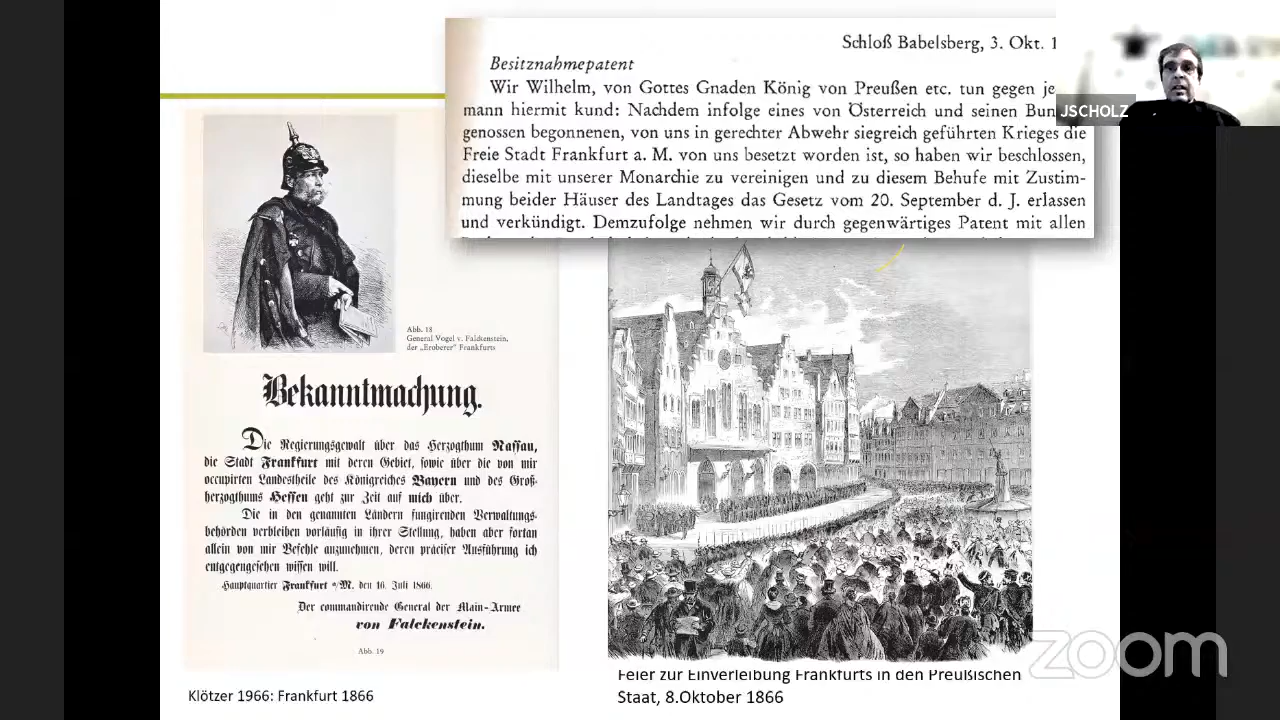 Schloß Babelsberg, 3. Okt. 1
Besitznahmepatent
Wir Wilhelm, von Gottes Gnaden König von Preußen etc. tun gegen je
mann hiermit kund: Nachdem infolge eines von Österreich und seinen Bun
genossen begonnenen, von uns in gerechter Abwehr siegreich geführten Krieges die
Freie Stadt Frankfurt a. M. von uns besetzt worden ist, so haben wir beschlossen,
dieselbe mit unserer Monarchie zu vereinigen und zu diesem Behufe mit Zustim-
mung beider Häuser des Landtages das Gesetz vom 20. September d. J. erlassen
und verkündigt. Demzufolge nehmen wir durch gegenwärtiges Patent mit allen
JSCHOLZ
Abb. 18
General Vogel v. Faldtenstein,
der „Eroberer" Frankfurts
Bekanntmachung.
Die Regierungsgewalt über das Herzogthum Nassau,
die Stadt Frankfurt mit deren Gebiet, sowie über die von mir
occupirten Landestheile des Königreiches Bayern und des Groß-
herzogthums Hessen geht zur Zeit auf mich über.
Die in den genannten Ländern fungirenden Verwaltungs-
behörden verbleiben vorläufig in ihrer Stellung, haben aber fortan
allein von mir Befehle anzunehmen, deren präciser Ausführung ich
entgegengesehen wissen will.
Hauptquartier Frankfurt a/M. den 16. Juli 1866.
Der commandirende General der Main-Armee
von Falckenstein.
Abb. 19
Klötzer 1966: Frankfurt 1866
Feier zur Einverleibung Frankfurts in den Preußischen
Staat, 8.Oktober 1866
zoom